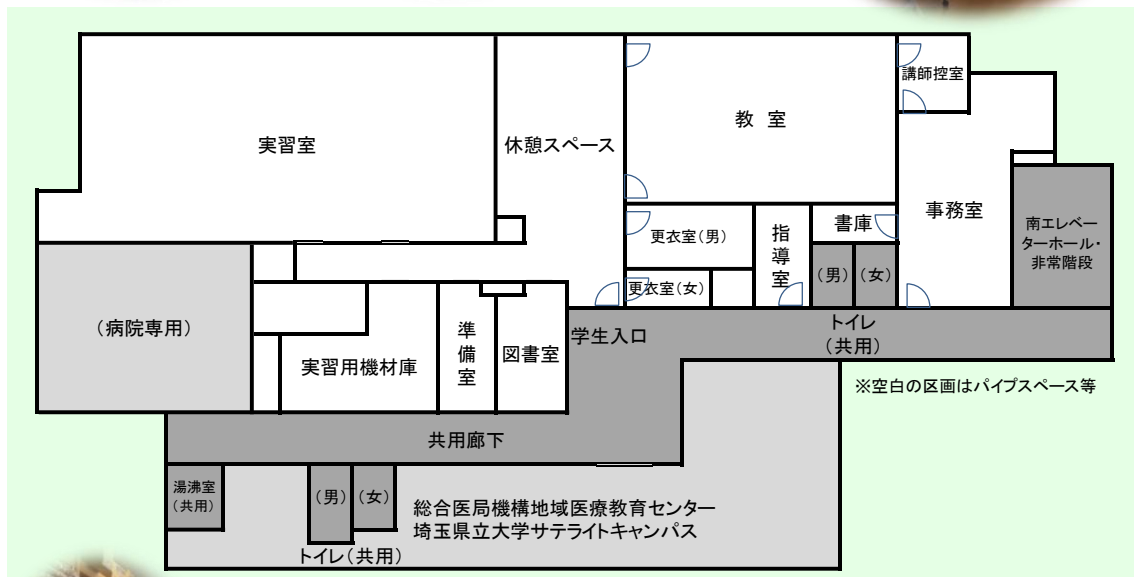 講師控室
教 室
実習室
休憩スペース
事務室
書庫
更衣室(男)
指導室
南エレベー
ターホール・
非常階段
(男)
(女)
更衣室(女)
(病院専用)
準備室
学生入口
トイレ
(共用)
図書室
実習用機材庫
※空白の区画はパイプスペース等
共用廊下
湯沸室
(共用)
(男)
(女)
総合医局機構地域医療教育センター
埼玉県立大学サテライトキャンパス
トイレ(共用)